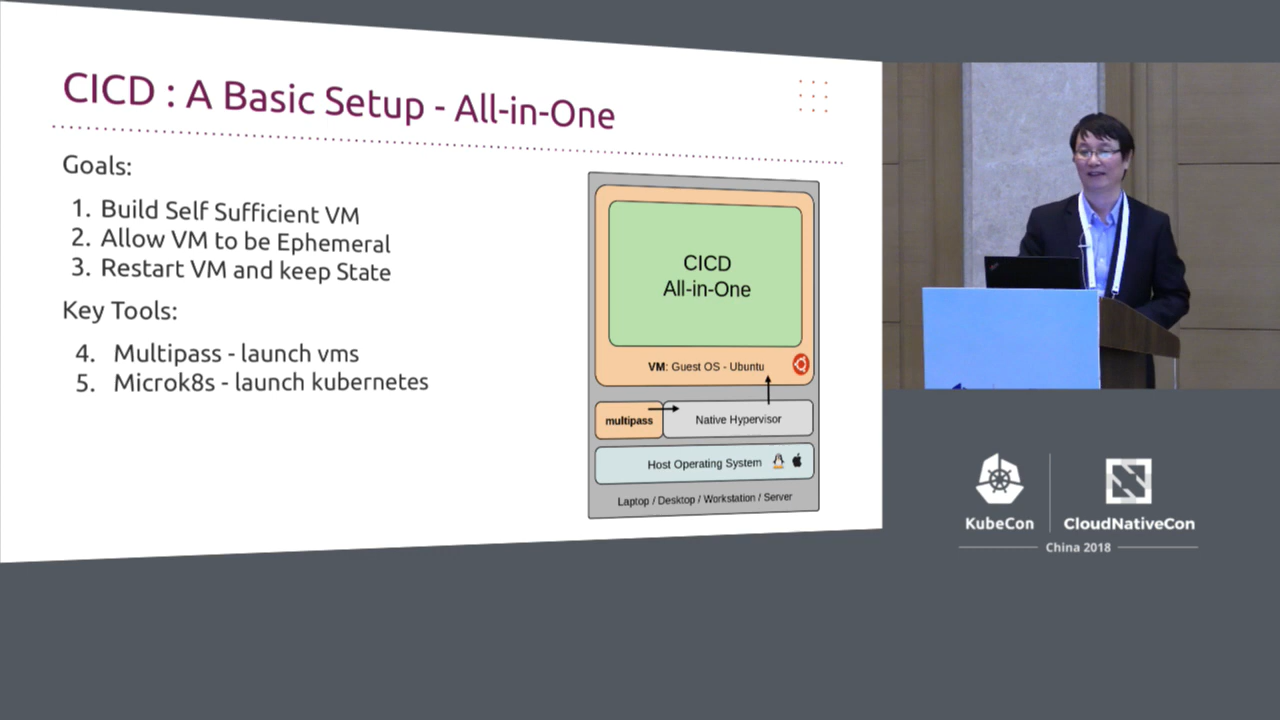 CICD : A Basic Setup - All-in-One
Goals:
1. Build Self Sufficient VM
2. Allow VM to be Ephemeral
3. Restart VM and keep State
Key Tools:
4. Multipass - launch vms
5. Microk8s - launch kubernetes
CICD
All-in-One
VM: Guest OS - Ubuntu
multipass
Native Hypervisor
Host Operating System
Laptop / Desktop / Workstation / Server
KubeCon
CloudNativeCon
China 2018